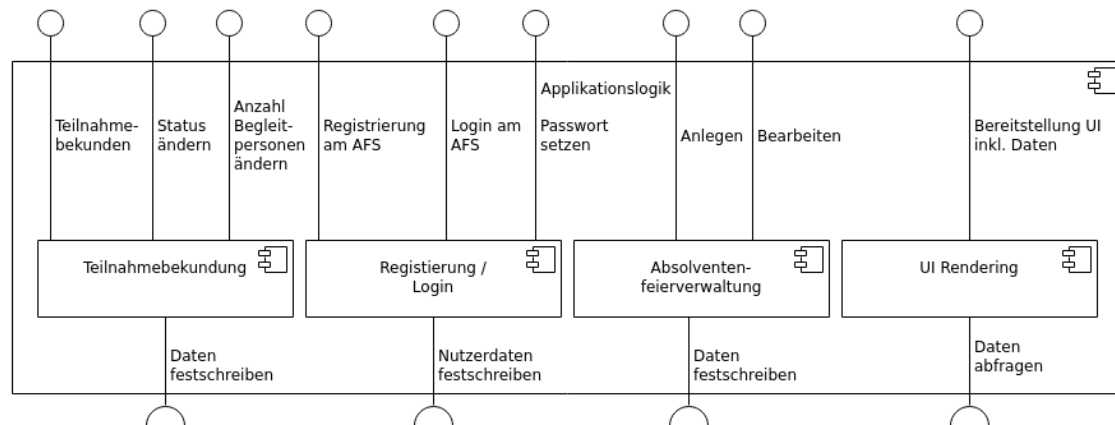 Applikationslogik
Teilnahme-
bekunden
Status
ändern
Anzahl
Begleit-
personen
ändern
Registrierung
am AFS
Login am
AFS
Passwort
setzen
Anlegen
Bearbeiten
Bereitstellung UI
inkl. Daten
Teilnahmebekundung
Registierung /
Login
Absolventen-
feierverwaltung
UI Rendering
Daten
festschreiben
Nutzerdaten
festschreiben
Daten
festschreiben
Daten
abfragen